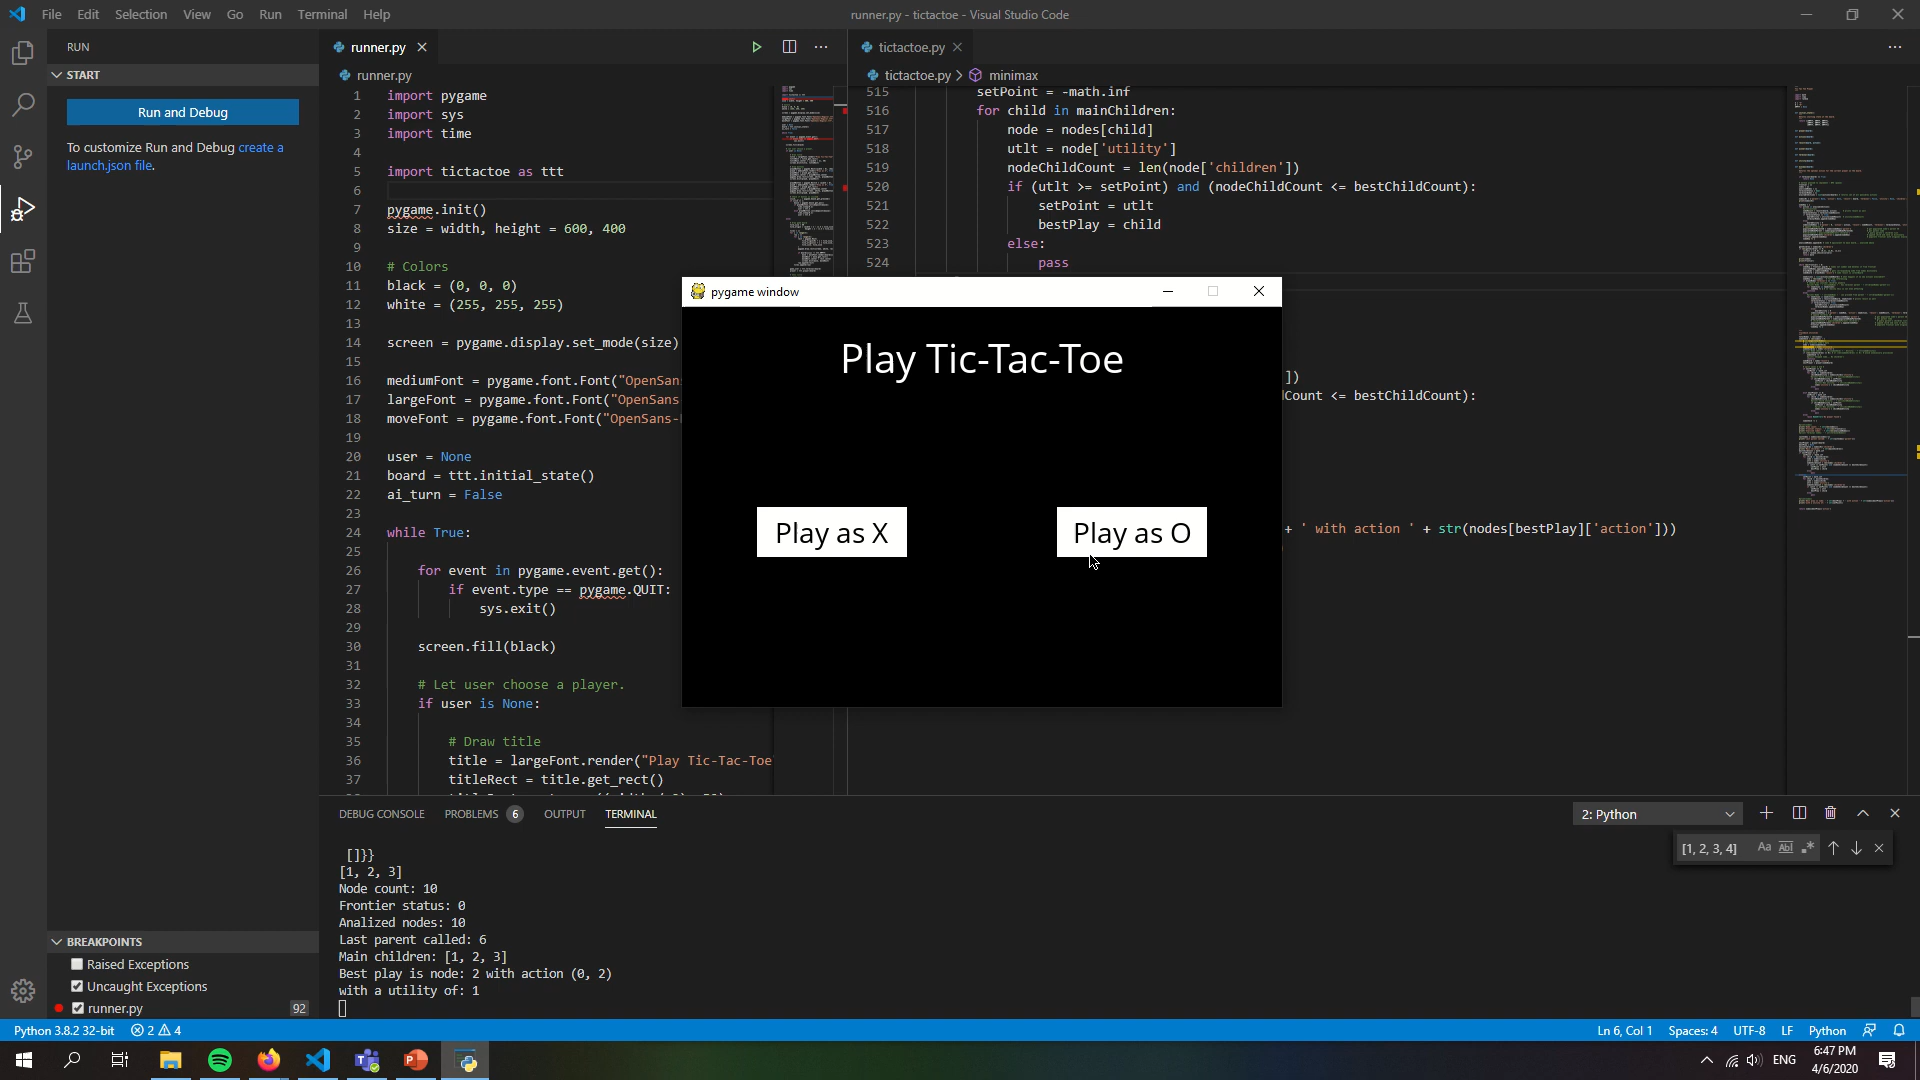 File Edit Selection View Go Run Terminal Help
runner.py - tictactoe - Visual Studio Code
RUN
START
Run and Debug
To customize Run and Debug create a
launch.json file.
BREAKPOINTS
Raised Exceptions
Uncaught Exceptions
runner.py 92
runner.py
runner.py
1 import pygame
2 import sys
3 import time
4
5 import tictactoe as ttt
6
7 pygame.init()
8 size = width, height = 600, 400
9
10 # Colors
11 black = (0, 0, 0)
12 white = (255, 255, 255)
13
14 screen = pygame.display.set_mode(size)
15
16 mediumFont = pygame.font.Font("OpenSans
17 largeFont = pygame.font.Font("OpenSans
18 moveFont = pygame.font.Font("OpenSans-
19
20 user = None
21 board = ttt.initial_state()
22 ai_turn = False
23
24 while True:
25
26 for event in pygame.event.get():
27 if event.type == pygame.QUIT:
28 sys.exit()
29
30 screen.fill(black)
31
32 # Let user choose a player.
33 if user is None:
34
35 # Draw title
36 title = largeFont.render("Play Tic-Tac-Toe
37 titleRect = title.get_rect()
tictactoe.py
tictactoe.py > minimax
515 setPoint = -math.inf
516 for child in mainChildren:
517 node = nodes[child]
518 utlt = node['utility']
519 nodeChildCount = len(node['children'])
520 if (utlt >= setPoint) and (nodeChildCount <= bestChildCount):
521 setPoint = utlt
522 bestPlay = child
523 else:
524 pass
])
Count <= bestChildCount):
+ ' with action ' + str(nodes[bestPlay]['action']))
pygame window
Play Tic-Tac-Toe
Play as X
Play as O
DEBUG CONSOLE PROBLEMS 6 OUTPUT TERMINAL
2: Python
[1, 2, 3, 4] Aa Abl
[]}}
[1, 2, 3]
Node count: 10
Frontier status: 0
Analized nodes: 10
Last parent called: 6
Main children: [1, 2, 3]
Best play is node: 2 with action (0, 2)
with a utility of: 1
Python 3.8.2 32-bit 2 4
Ln 6, Col 1 Spaces: 4 UTF-8 LF Python
ENG
6:47 PM
4/6/2020